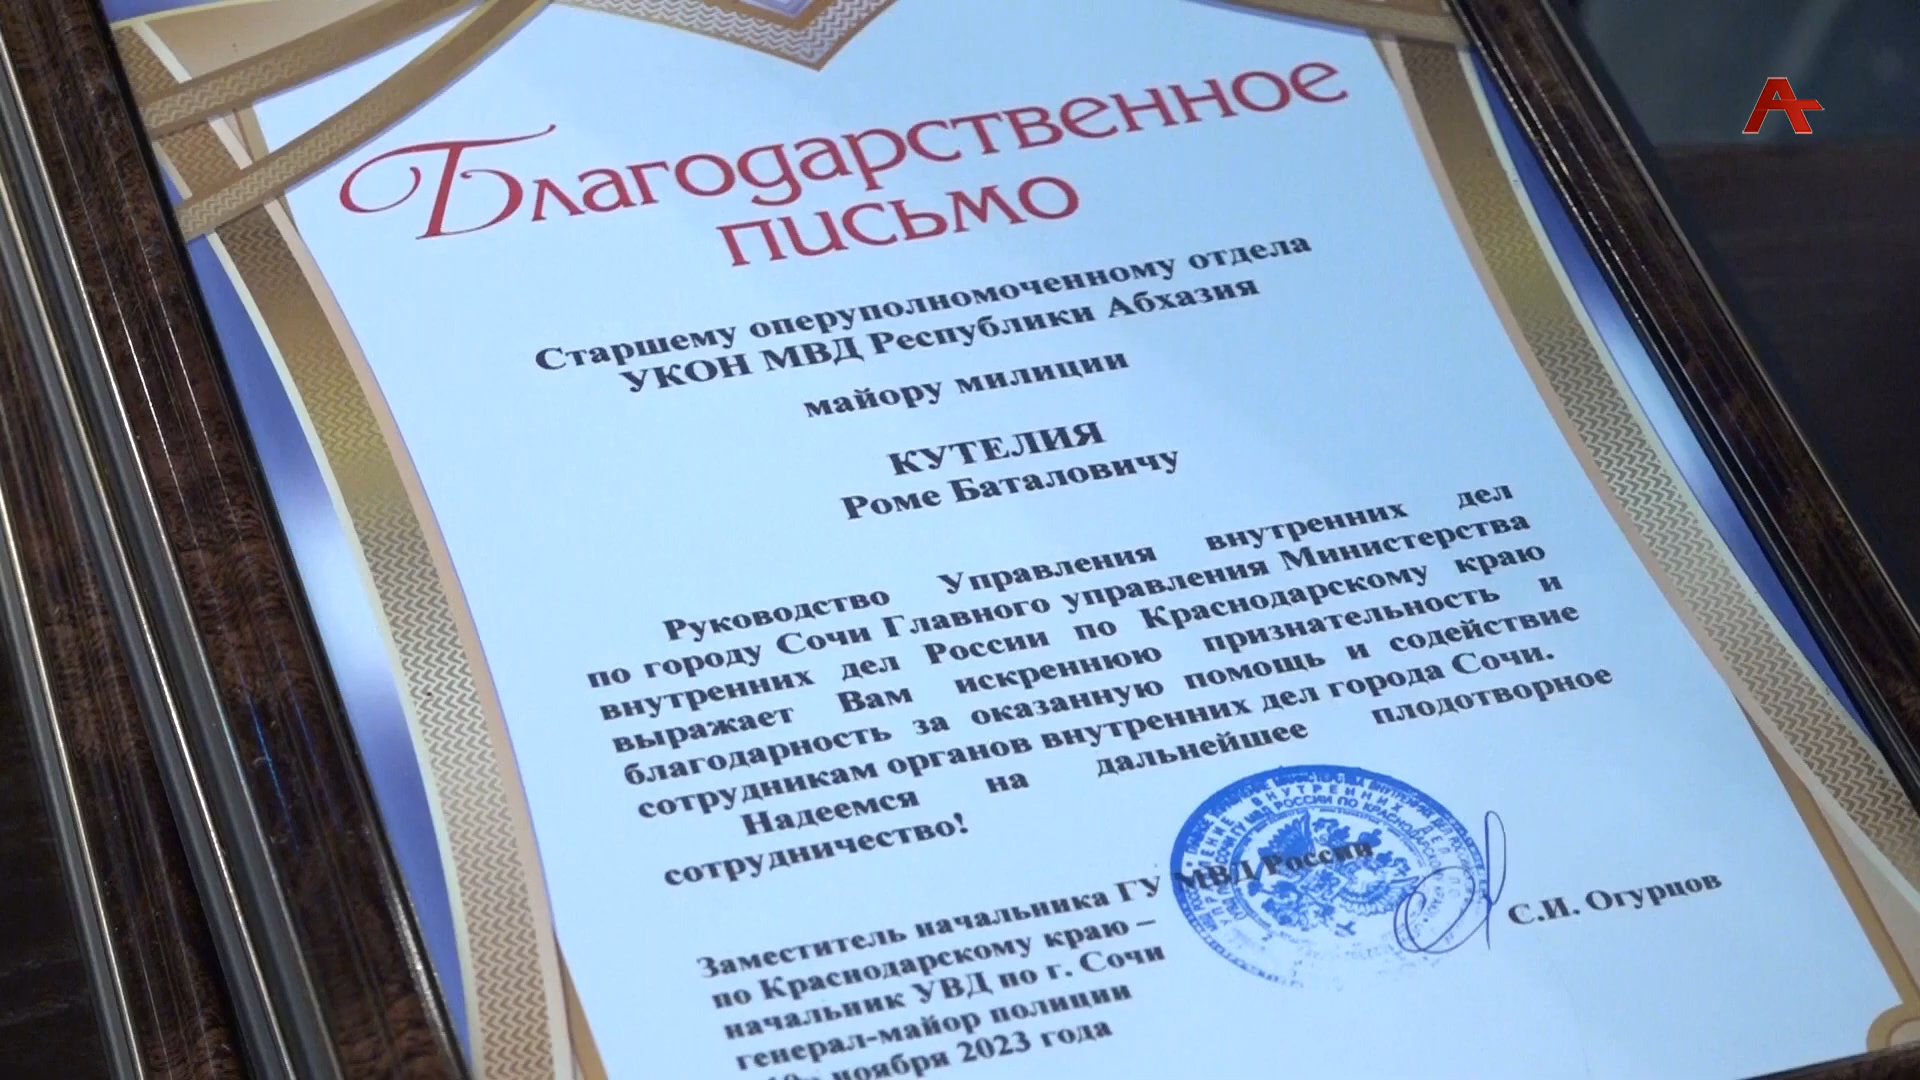 Благодарственное
письмо
Старшему оперуполномоченному отдела
УКОН МВД Республики Абхазия
майору милиции
КУТЕЛИЯ
Роме Баталовичу
Руководство Управления внутренних дел
по городу Сочи Главного управления Министерства
внутренних дел России по Краснодарскому краю
выражает Вам искреннюю признательность и
благодарность за оказанную помощь и содействие
сотрудникам органов внутренних дел города Сочи.
Надеемся на дальнейшее плодотворное
сотрудничество!
Заместитель начальника ГУ МВД России
по Краснодарскому краю –
начальник УВД по г. Сочи
генерал-майор полиции
С.И. Огурцов
ноября 2023 года